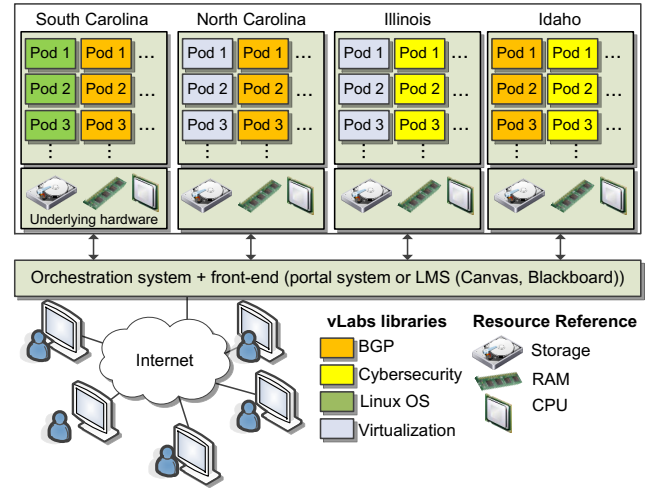 South Carolina North Carolina Illinois Idaho
Pod 1 Pod 1 ... Pod 1 Pod 1 ... Pod 1 Pod 1 ... Pod 1 Pod 1 ...
Pod 2 Pod 2 ... Pod 2 Pod 2 ... Pod 2 Pod 2 ... Pod 2 Pod 2 ...
Pod 3 Pod 3 ... Pod 3 Pod 3 ... Pod 3 Pod 3 ... Pod 3 Pod 3 ...
Underlying hardware
Orchestration system + front-end (portal system or LMS (Canvas, Blackboard))
Internet
vLabs libraries
BGP
Cybersecurity
Linux OS
Virtualization
Resource Reference
Storage
RAM
CPU